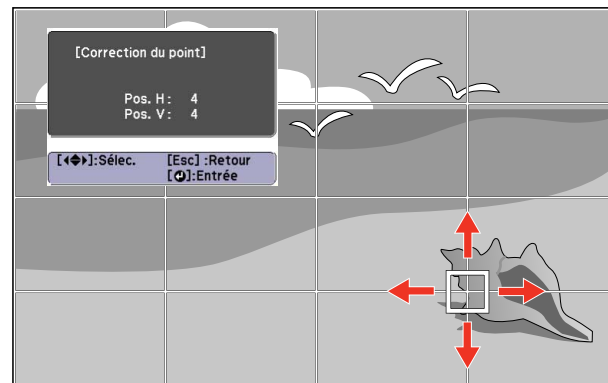 [Correction du point]
Pos. H : 4
Pos. V : 4
[◂◆▸]:Sélec. [Esc] :Retour
[↵]:Entrée